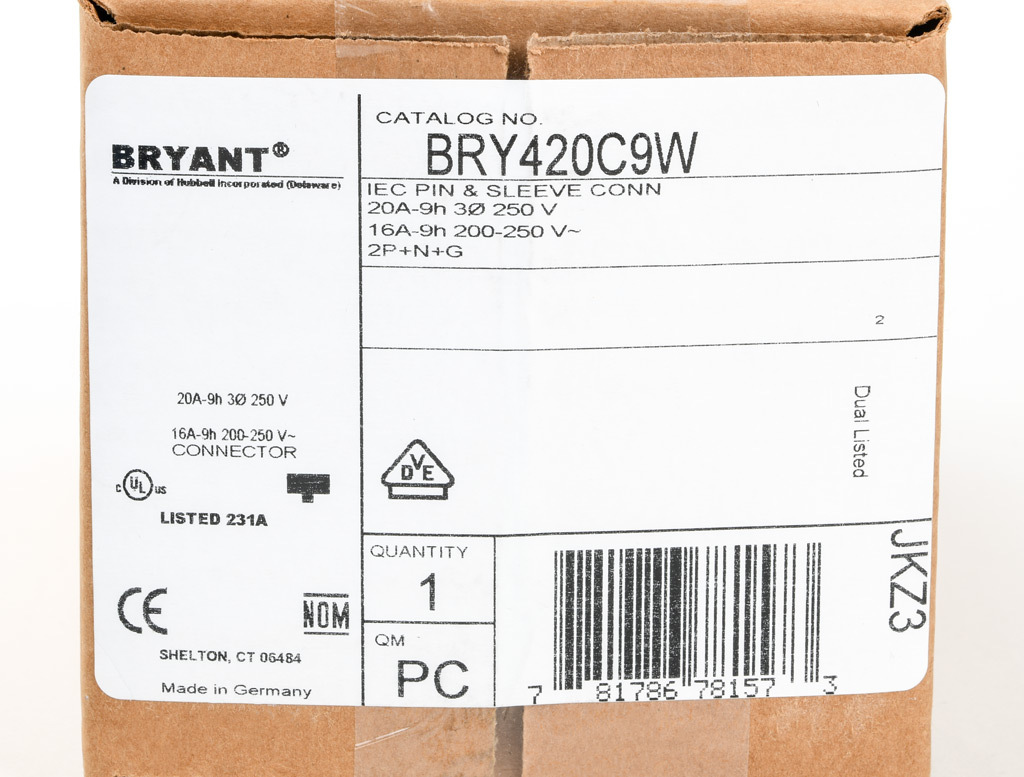 BRYANT®
A Division of Hubbell Incorporated (Delaware)
CATALOG NO.
BRY420C9W
IEC PIN & SLEEVE CONN
20A-9h 3Ø 250 V
16A-9h 200-250 V~
2P+N+G
2
Dual Listed
20A-9h 3Ø 250 V
16A-9h 200-250 V~
CONNECTOR
c UL us
LISTED 231A
DVE
CE
NOM
SHELTON, CT 06484
Made in Germany
QUANTITY
1
QM
PC
7 81786 78157 3
JKZ3